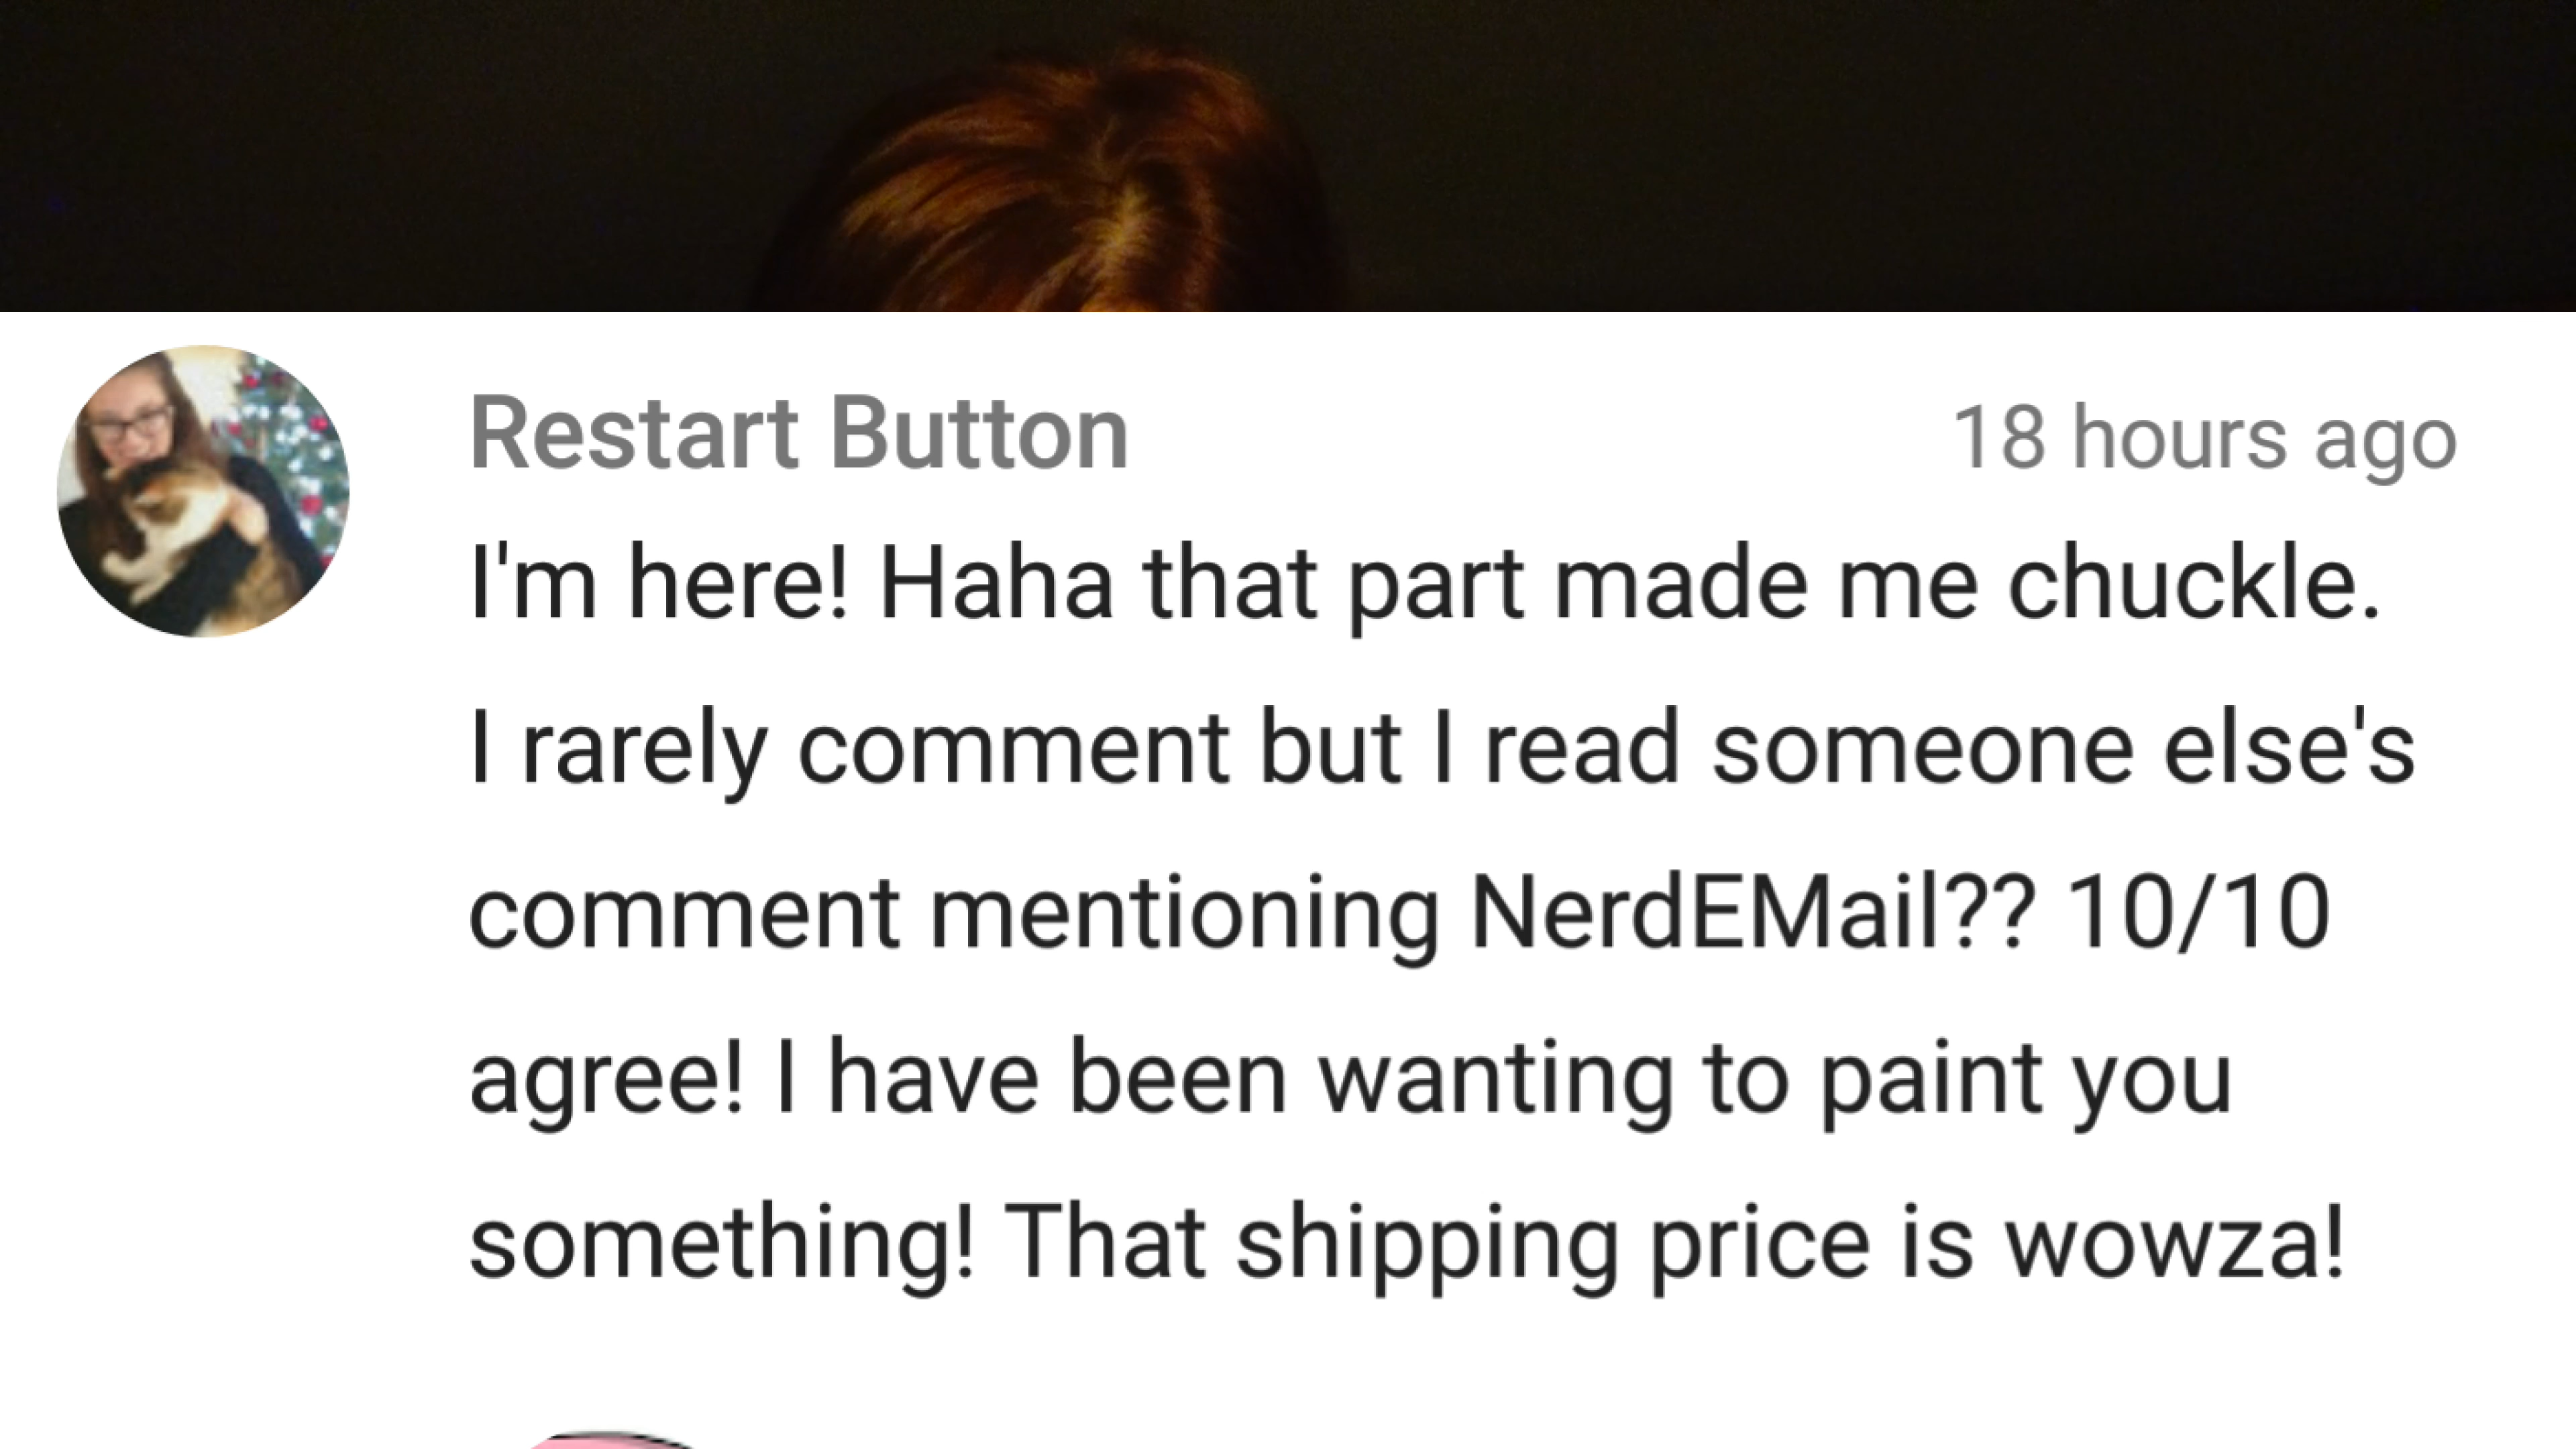 Restart Button
18 hours ago
I'm here! Haha that part made me chuckle.
I rarely comment but I read someone else's
comment mentioning NerdEMail?? 10/10
agree! I have been wanting to paint you
something! That shipping price is wowza!